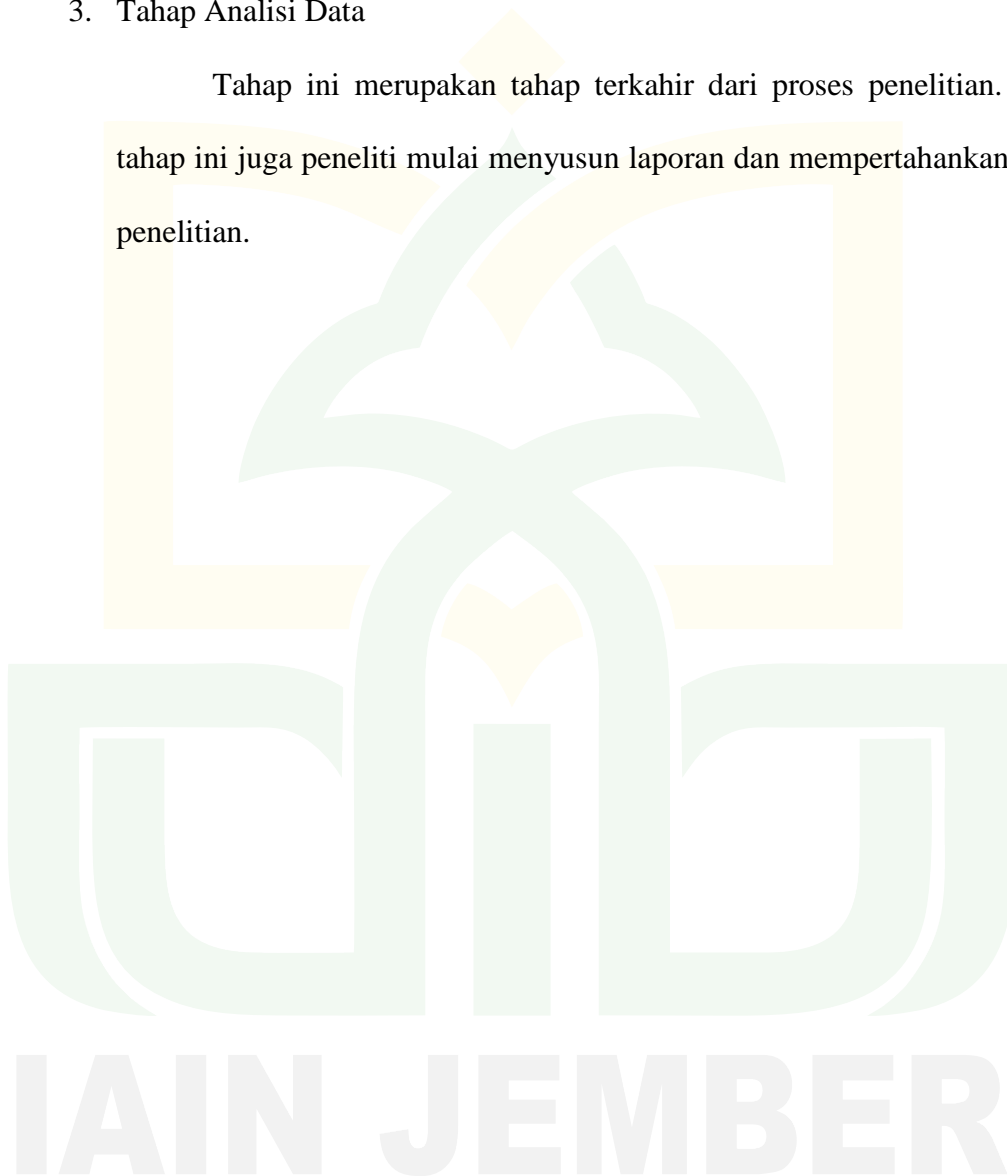 3. Tahap Analisi Data
Tahap ini merupakan tahap terkahir dari proses penelitian.
tahap ini juga peneliti mulai menyusun laporan dan mempertahankan
penelitian.
IAIN JEMBER